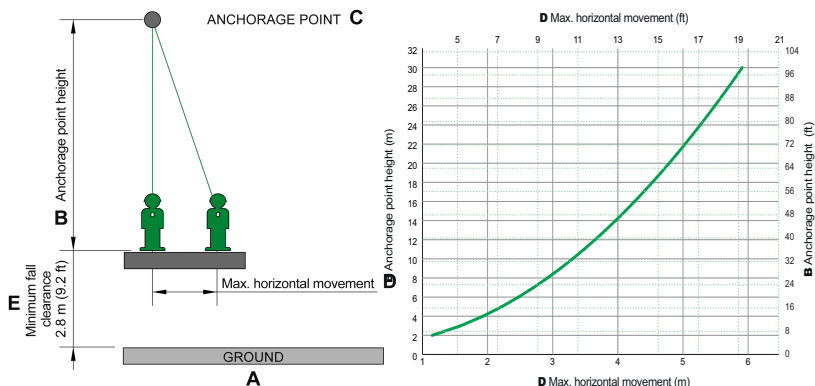 ANCHORAGE POINT C
Anchorage point height
B
Max. horizontal movement D
E
Minimum fall
clearance
2.8 m (9.2 ft)
GROUND
A
D Max. horizontal movement (ft)
5 7 9 11 13 15 17 19 21
32
30
28
26
24
22
20
18
16
14
12
10
8
6
4
2
0
B Anchorage point height (m)
104
96
88
80
72
64
56
48
40
32
24
16
8
0
B Anchorage point height (ft)
1 2 3 4 5 6
D Max. horizontal movement (m)